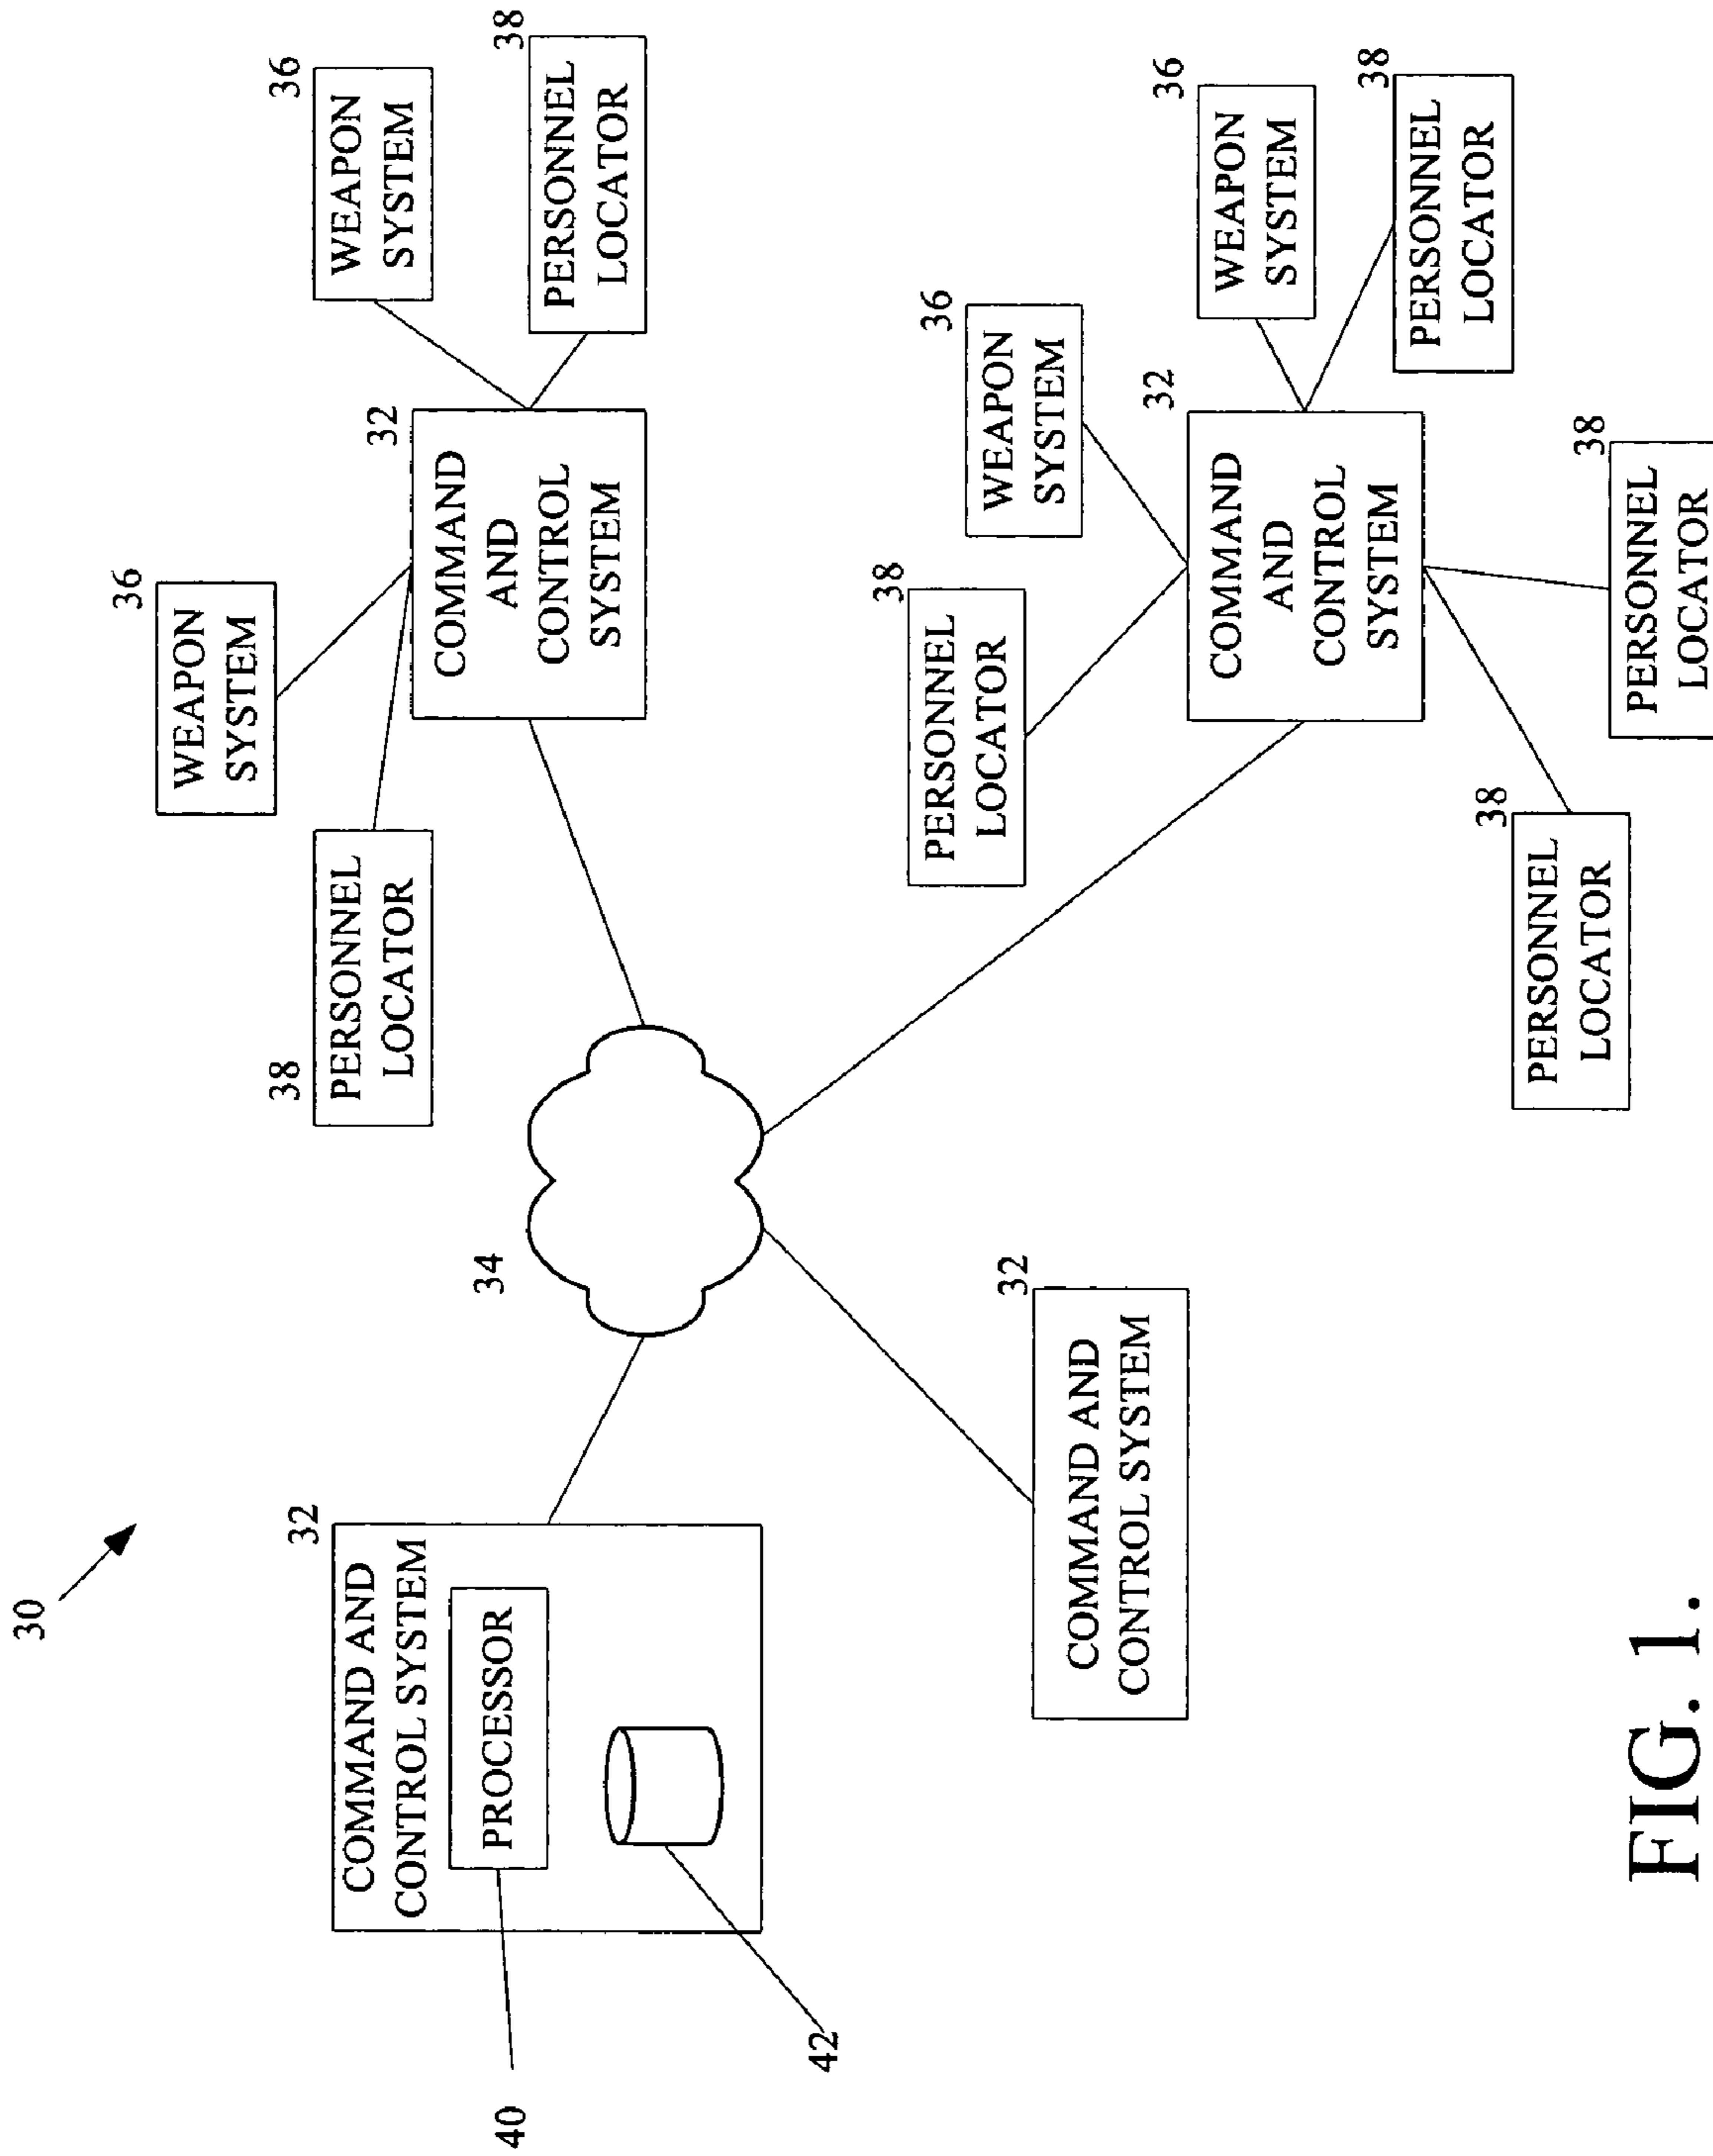 30
32
COMMAND AND
CONTROL SYSTEM
PROCESSOR
40
42
34
32
COMMAND AND
CONTROL SYSTEM
38
PERSONNEL
LOCATOR
36
WEAPON
SYSTEM
32
COMMAND
AND
CONTROL
SYSTEM
36
WEAPON
SYSTEM
38
PERSONNEL
LOCATOR
38
PERSONNEL
LOCATOR
36
WEAPON
SYSTEM
32
COMMAND
AND
CONTROL
SYSTEM
36
WEAPON
SYSTEM
38
PERSONNEL
LOCATOR
38
PERSONNEL
LOCATOR
38
PERSONNEL
LOCATOR
FIG. 1.